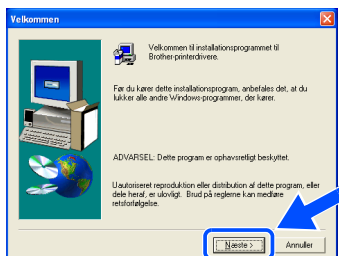 Velkommen
Velkommen til installationsprogrammet til
Brother-printerdrivere.
Før du kører dette installationsprogram, anbefales det, at du
lukker alle andre Windows-programmer, der kører.
ADVARSEL: Dette program er ophavsretligt beskyttet.
Uautoriseret reproduktion eller distribution af dette program, eller
dele heraf, er ulovligt. Brud på reglerne kan medføre
retsforfølgelse.
Næste > Annuller